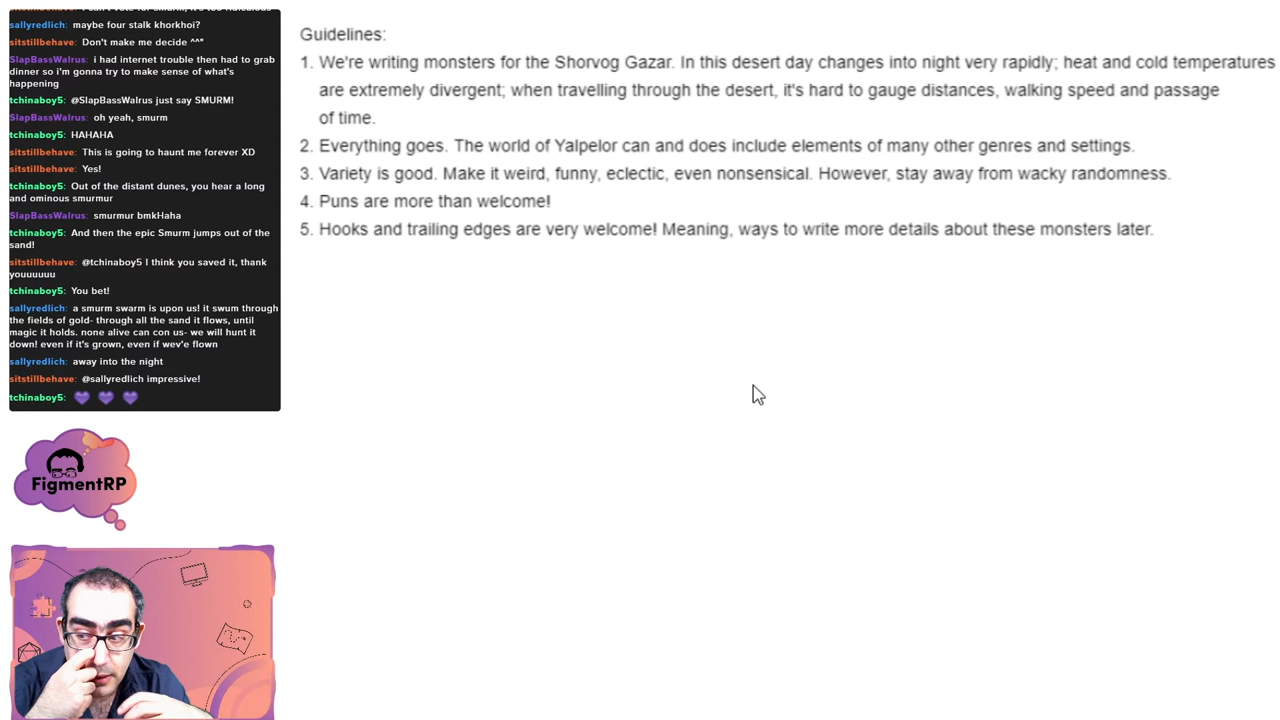 sallyredlich: maybe four stalk khorkhoi?
sitstillbehave: Don't make me decide ^^"
SlapBassWalrus: i had internet trouble then had to grab
dinner so i'm gonna try to make sense of what's
happening
tchinaboy5: @SlapBassWalrus just say SMURM!
SlapBassWalrus: oh yeah, smurm
tchinaboy5: HAHAHA
sitstillbehave: This is going to haunt me forever XD
sitstillbehave: Yes!
tchinaboy5: Out of the distant dunes, you hear a long
and ominous smurmur
SlapBassWalrus: smurmur bmkHaha
tchinaboy5: And then the epic Smurm jumps out of the
sand!
sitstillbehave: @tchinaboy5 I think you saved it, thank
youuuuuu
tchinaboy5: You bet!
sallyredlich: a smurm swarm is upon us! it swum through
the fields of gold- through all the sand it flows, until
magic it holds. none alive can con us- we will hunt it
down! even if it's grown, even if wev'e flown
sallyredlich: away into the night
sitstillbehave: @sallyredlich impressive!
tchinaboy5:
FigmentRP
Guidelines:
1. We're writing monsters for the Shorvog Gazar. In this desert day changes into night very rapidly; heat and cold temperatures
are extremely divergent; when travelling through the desert, it's hard to gauge distances, walking speed and passage
of time.
2. Everything goes. The world of Yalpelor can and does include elements of many other genres and settings.
3. Variety is good. Make it weird, funny, eclectic, even nonsensical. However, stay away from wacky randomness.
4. Puns are more than welcome!
5. Hooks and trailing edges are very welcome! Meaning, ways to write more details about these monsters later.